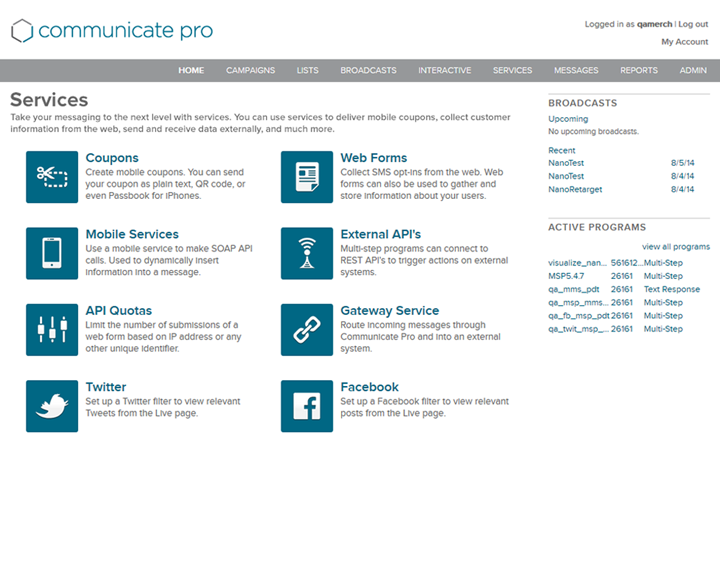 communicate pro
Logged in as qamerch | Log out
My Account
HOME CAMPAIGNS LISTS BROADCASTS INTERACTIVE SERVICES MESSAGES REPORTS ADMIN
Services
Take your messaging to the next level with services. You can use services to deliver mobile coupons, collect customer
information from the web, send and receive data externally, and much more.
Coupons
Create mobile coupons. You can send
your coupon as plain text, QR code, or
even Passbook for iPhones.
Web Forms
Collect SMS opt-ins from the web. Web
forms can also be used to gather and
store information about your users.
Mobile Services
Use a mobile service to make SOAP API
calls. Used to dynamically insert
information into a message.
External API's
Multi-step programs can connect to
REST API's to trigger actions on external
systems.
API Quotas
Limit the number of submissions of a
web form based on IP address or any
other unique identifier.
Gateway Service
Route incoming messages through
Communicate Pro and into an external
system.
Twitter
Set up a Twitter filter to view relevant
Tweets from the Live page.
Facebook
Set up a Facebook filter to view relevant
posts from the Live page.
BROADCASTS
Upcoming
No upcoming broadcasts.
Recent
NanoTest 8/5/14
NanoTest 8/4/14
NanoRetarget 8/4/14
ACTIVE PROGRAMS
view all programs
visualize_nan... 561612... Multi-Step
MSP5.4.7 26161 Multi-Step
qa_mms_pdt 26161 Text Response
qa_msp_mms... 26161 Multi-Step
qa_fb_msp_pdt 26161 Multi-Step
qa_twit_msp_... 26161 Multi-Step